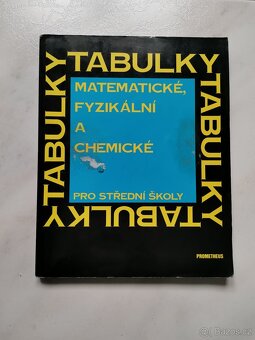 TABULKY
TABULKY
TABULKY
TABULKY
MATEMATICKÉ,
FYZIKÁLNÍ
A
CHEMICKÉ
PRO STŘEDNÍ ŠKOLY
PROMETHEUS